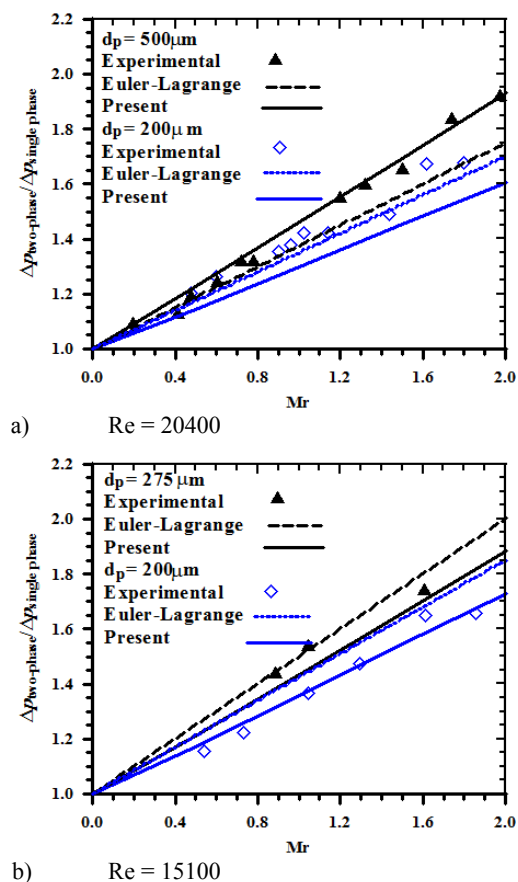 2.2
dp = 500μm
Experimental
Euler-Lagrange
Present
dp = 200μm
Experimental
Euler-Lagrange
Present
2.0
1.8
1.6
1.4
1.2
1.0
Δptwo-phase/Δpsingle phase
0.0 0.4 0.8 1.2 1.6 2.0
Mr
a) Re = 20400
2.2
dp = 275μm
Experimental
Euler-Lagrange
Present
dp = 200μm
Experimental
Euler-Lagrange
Present
2.0
1.8
1.6
1.4
1.2
1.0
Δptwo-phase/Δpsingle phase
0.0 0.4 0.8 1.2 1.6 2.0
Mr
b) Re = 15100